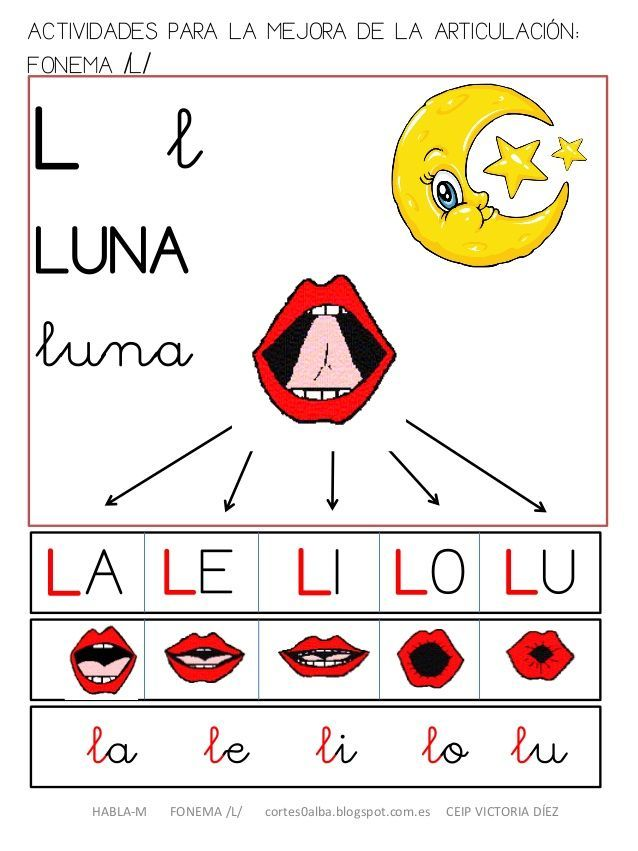 ACTIVIDADES PARA LA MEJORA DE LA ARTICULACIÓN:
FONEMA /L/
L l
LUNA
luna
LA LE LI LO LU
la le li lo lu
HABLA-M FONEMA /L/ cortes0alba.blogspot.com.es CEIP VICTORIA DÍEZ